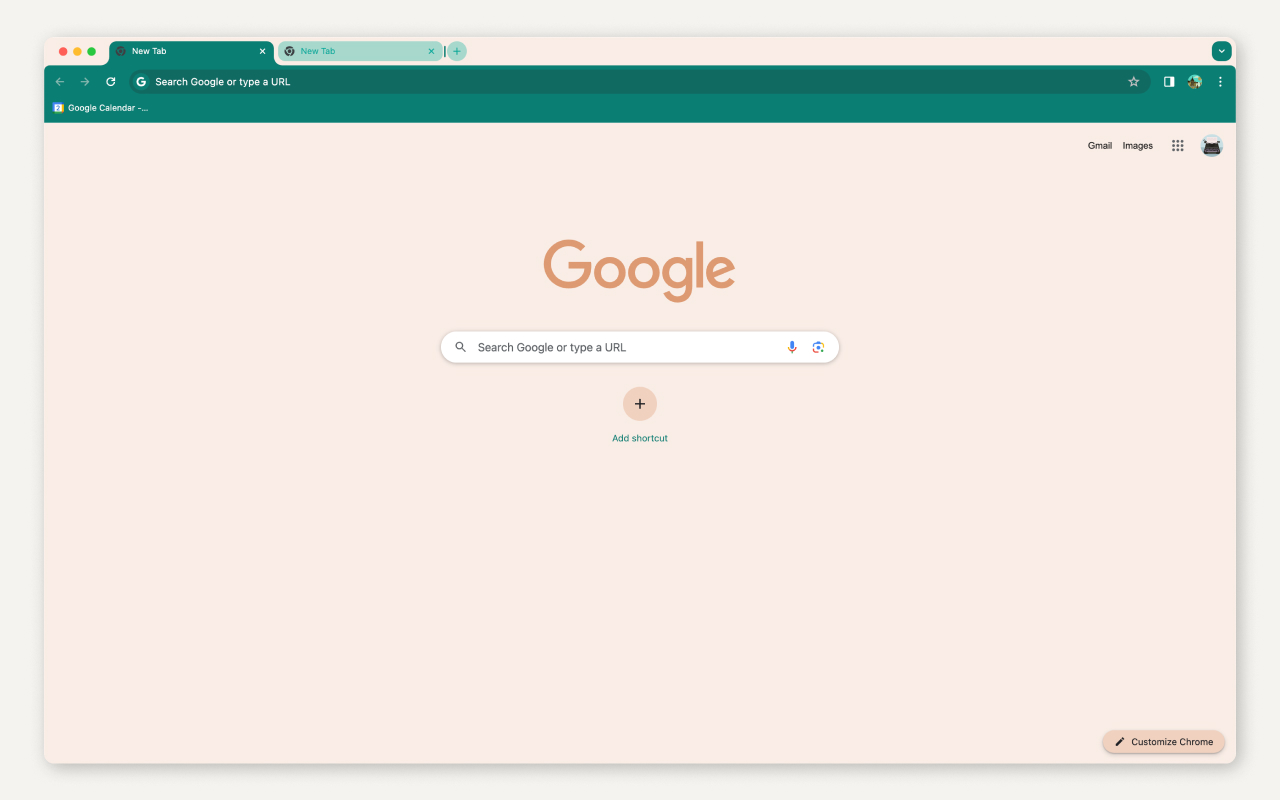 New Tab
New Tab
Search Google or type a URL
Google Calendar -...
Gmail Images
Google
Search Google or type a URL
Add shortcut
Customize Chrome